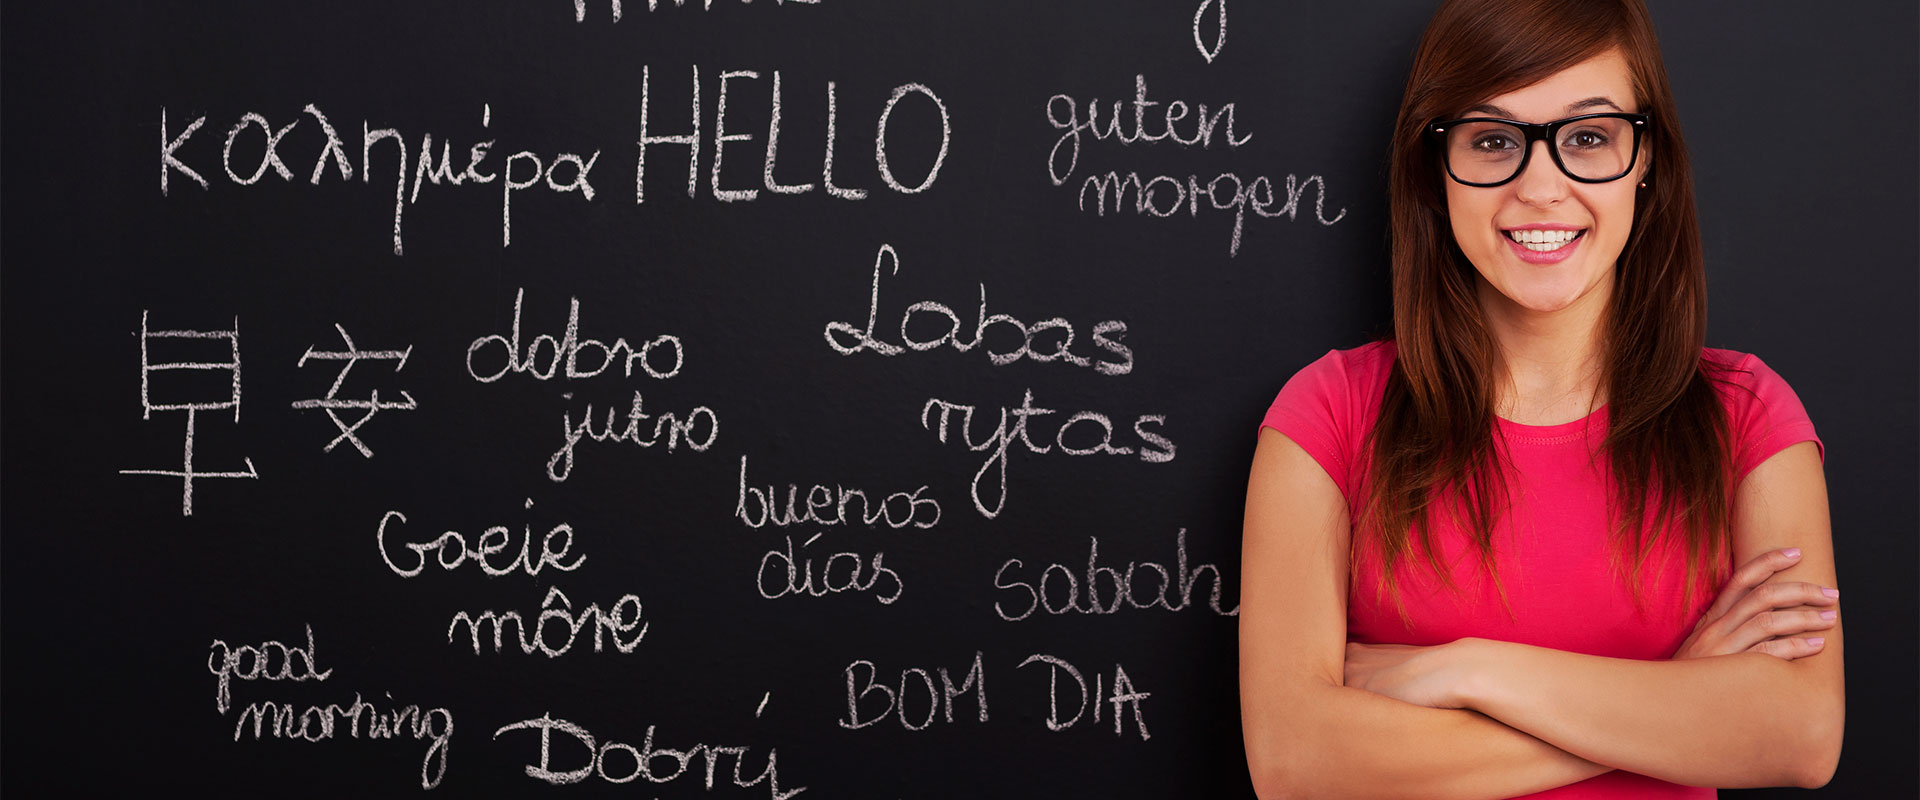 HELLO
καλημέρα
guten
morgen
早安
dobro
jutro
Labas
rytas
buenos
días
Goeie
môre
sabah
good
morning
BOM DIA
Dobrý